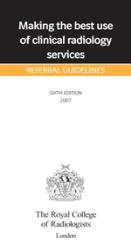 Making the best use
of clinical radiology
services
REFERRAL GUIDELINES
SIXTH EDITION
2007
The Royal College
of Radiologists
London